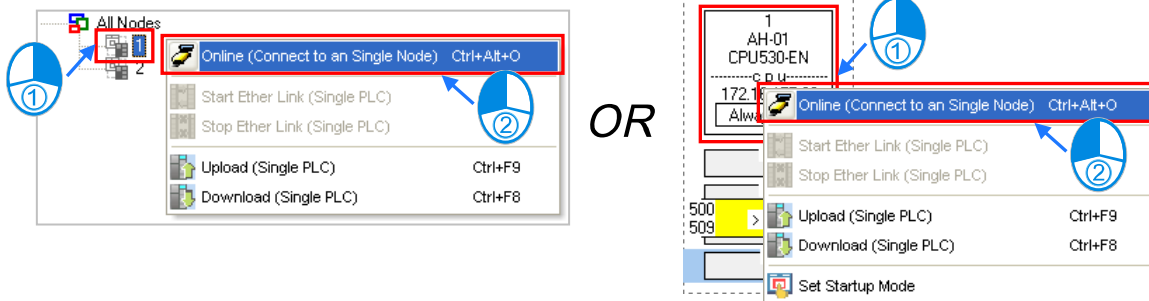 All Nodes
1
2
①
Online (Connect to an Single Node) Ctrl+Alt+O
Start Ether Link (Single PLC)
Stop Ether Link (Single PLC)
②
Upload (Single PLC) Ctrl+F9
Download (Single PLC) Ctrl+F8
OR
1
AH-01
CPU530-EN
①
Online (Connect to an Single Node) Ctrl+Alt+O
Start Ether Link (Single PLC)
Stop Ether Link (Single PLC)
②
500
509
>
Upload (Single PLC) Ctrl+F9
Download (Single PLC) Ctrl+F8
Set Startup Mode